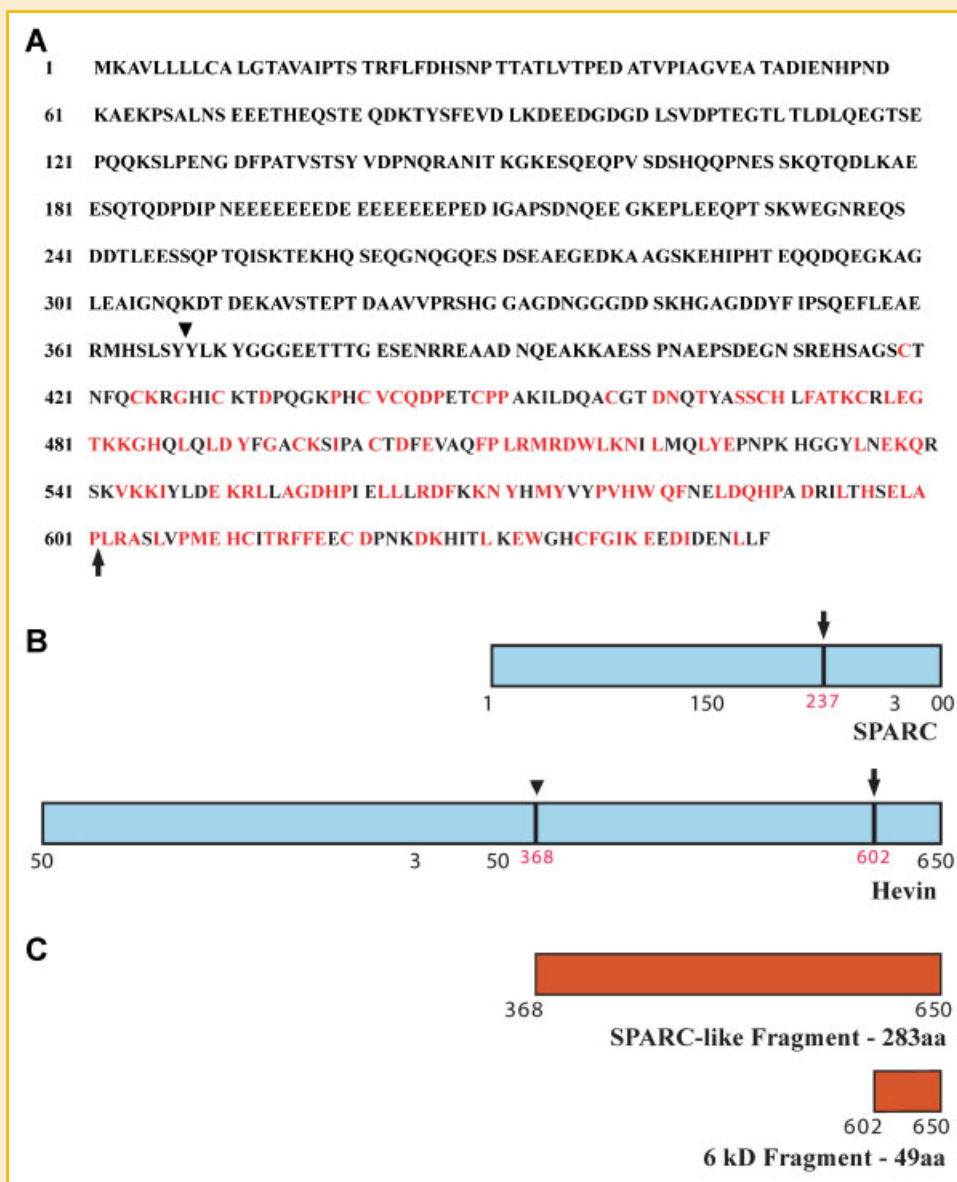 A
1 MKAVLLLLCA LGTAVAIPTS TRFLFDHSNP TTATLVTPED ATVPIAGVEA TADIENHPND
61 KAEKPSALNS EEETHEQSTE QDKTYSFEVD LKDEEDGDGD LSVDPTEGTL TLDLQEGTSE
121 PQQKSLPENG DFPATVSTSY VDPNQRANIT KGKESQEQPV SDSHQQPNES SKQTQDLKAE
181 ESQTQDPDIP NEEEEEEEDE EEEEEEEPED IGAPSDNQEE GKEPLEEQPT SKWEGNREQS
241 DDTLEESSQP TQISKTEKHQ SEQGNQGQES DSEAEGEDKA AGSKEHIPHT EQQDQEGKAG
301 LEAIGNQKDT DEKAVSTEPT DAAVVPRSHG GAGDNGGGDD SKHGAGDDYF IPSQEFLEAE
361 RMHSLSYYLK YGGGEETTTG ESENRREAAD NQEAKKAESS PNAEPSDEGN SREHSAGSCT
421 NFQCKRGHIC KTDPQGKPHC VCQDPETCPP AKILDQACGT DNQTYASSCH LFATKCRLEG
481 TKKGHQLQLD YFGACKSIPA CTDFEVAQFP LRMRDWLKNI LMQLYEPNPK HGGYLNEKQR
541 SKVKKIYLDE KRLLAGDHPI ELLLRDFKKN YHMYVYPVHW QFNELDQHPA DRILTHSELA
601 PLRASLVPME HCITRFFEEC DPNKDKHITL KEWGHCFGIK EEDIDENLLF
B
1 150 237 3 00
SPARC
50 3 50 368 602 650
Hevin
C
368 650
SPARC-like Fragment - 283aa
602 650
6 kD Fragment - 49aa